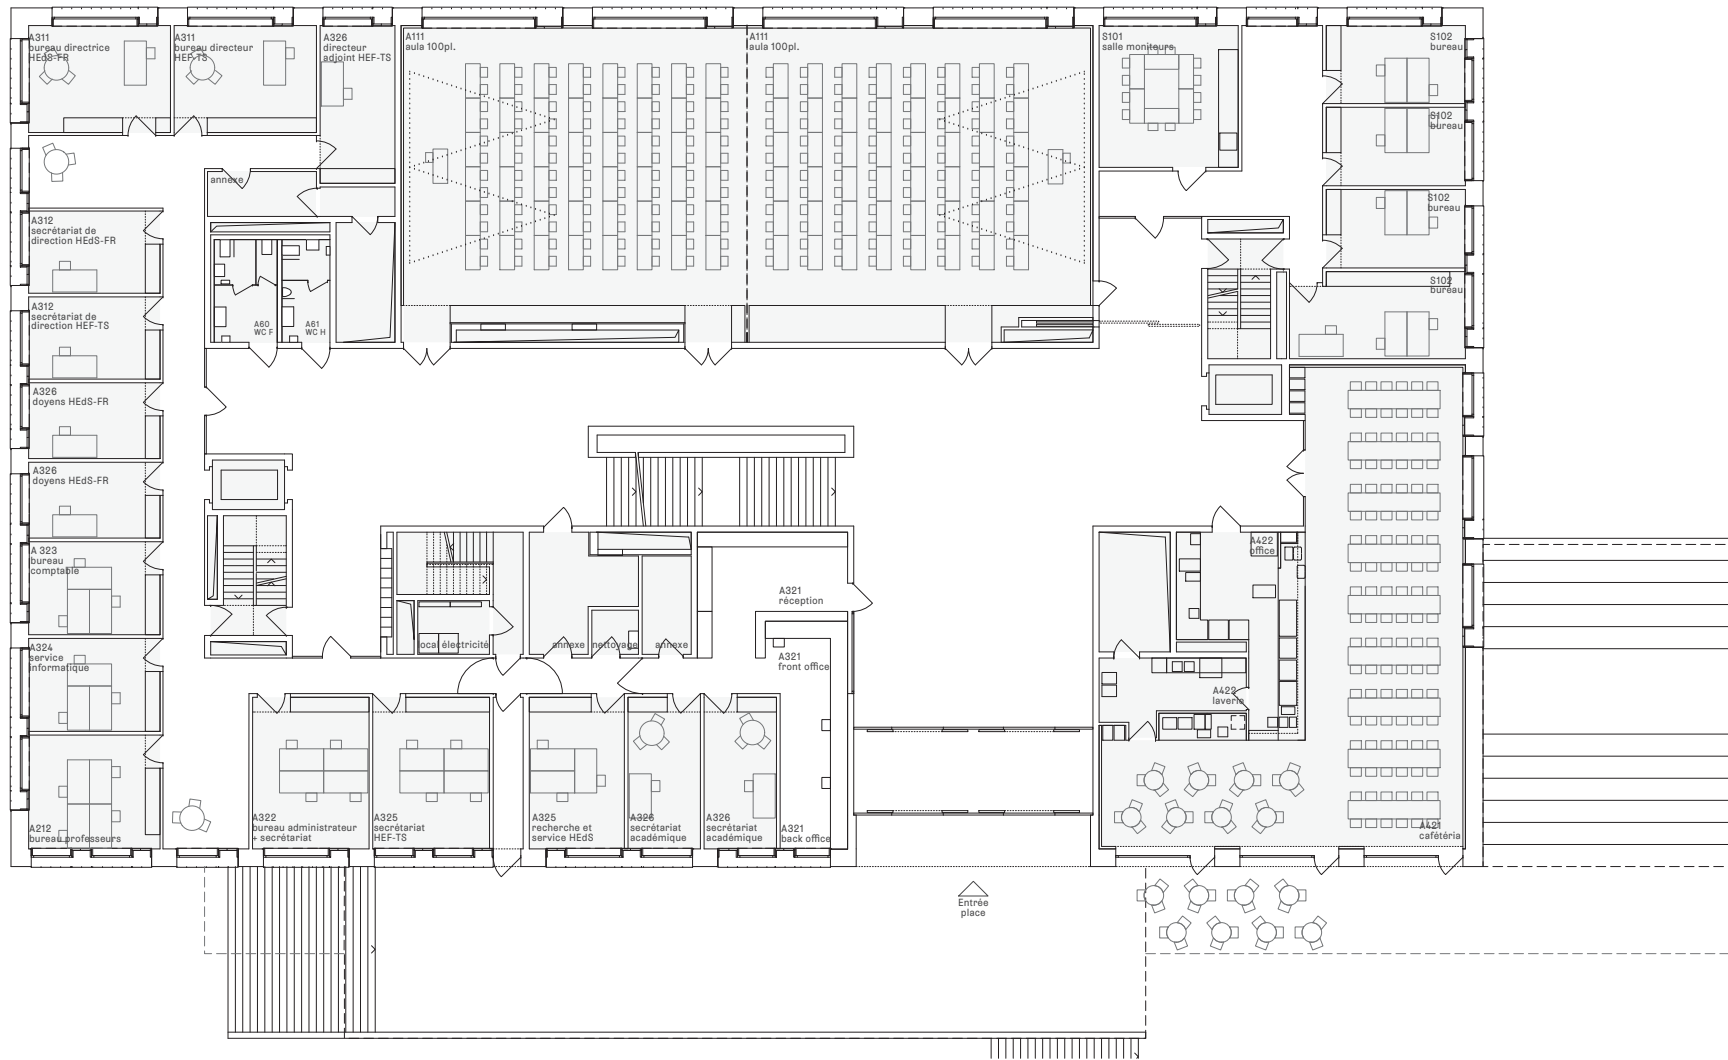 A311
bureau directrice
HEdS-FR
A311
bureau directeur
HEF-TS
A326
directeur
adjoint HEF-TS
A111
aula 100pl.
A111
aula 100pl.
S101
salle moniteurs
S102
bureau
S102
bureau
S102
bureau
S102
bureau
annexe
A312
secrétariat de
direction HEdS-FR
A312
secrétariat de
direction HEF-TS
A60
WC F
A61
WC H
A326
doyens HEdS-FR
A326
doyens HEdS-FR
A 323
bureau
comptable
A324
service
informatique
A212
bureau professeurs
ocal électricité
annexe
nettoyage
annexe
A321
réception
A321
front office
A422
office
A422
laverie
A322
bureau administrateur
+ secrétariat
A325
secrétariat
HEF-TS
A325
recherche et
service HEdS
A326
secrétariat
académique
A326
secrétariat
académique
A321
back office
A421
cafétéria
Entrée
place